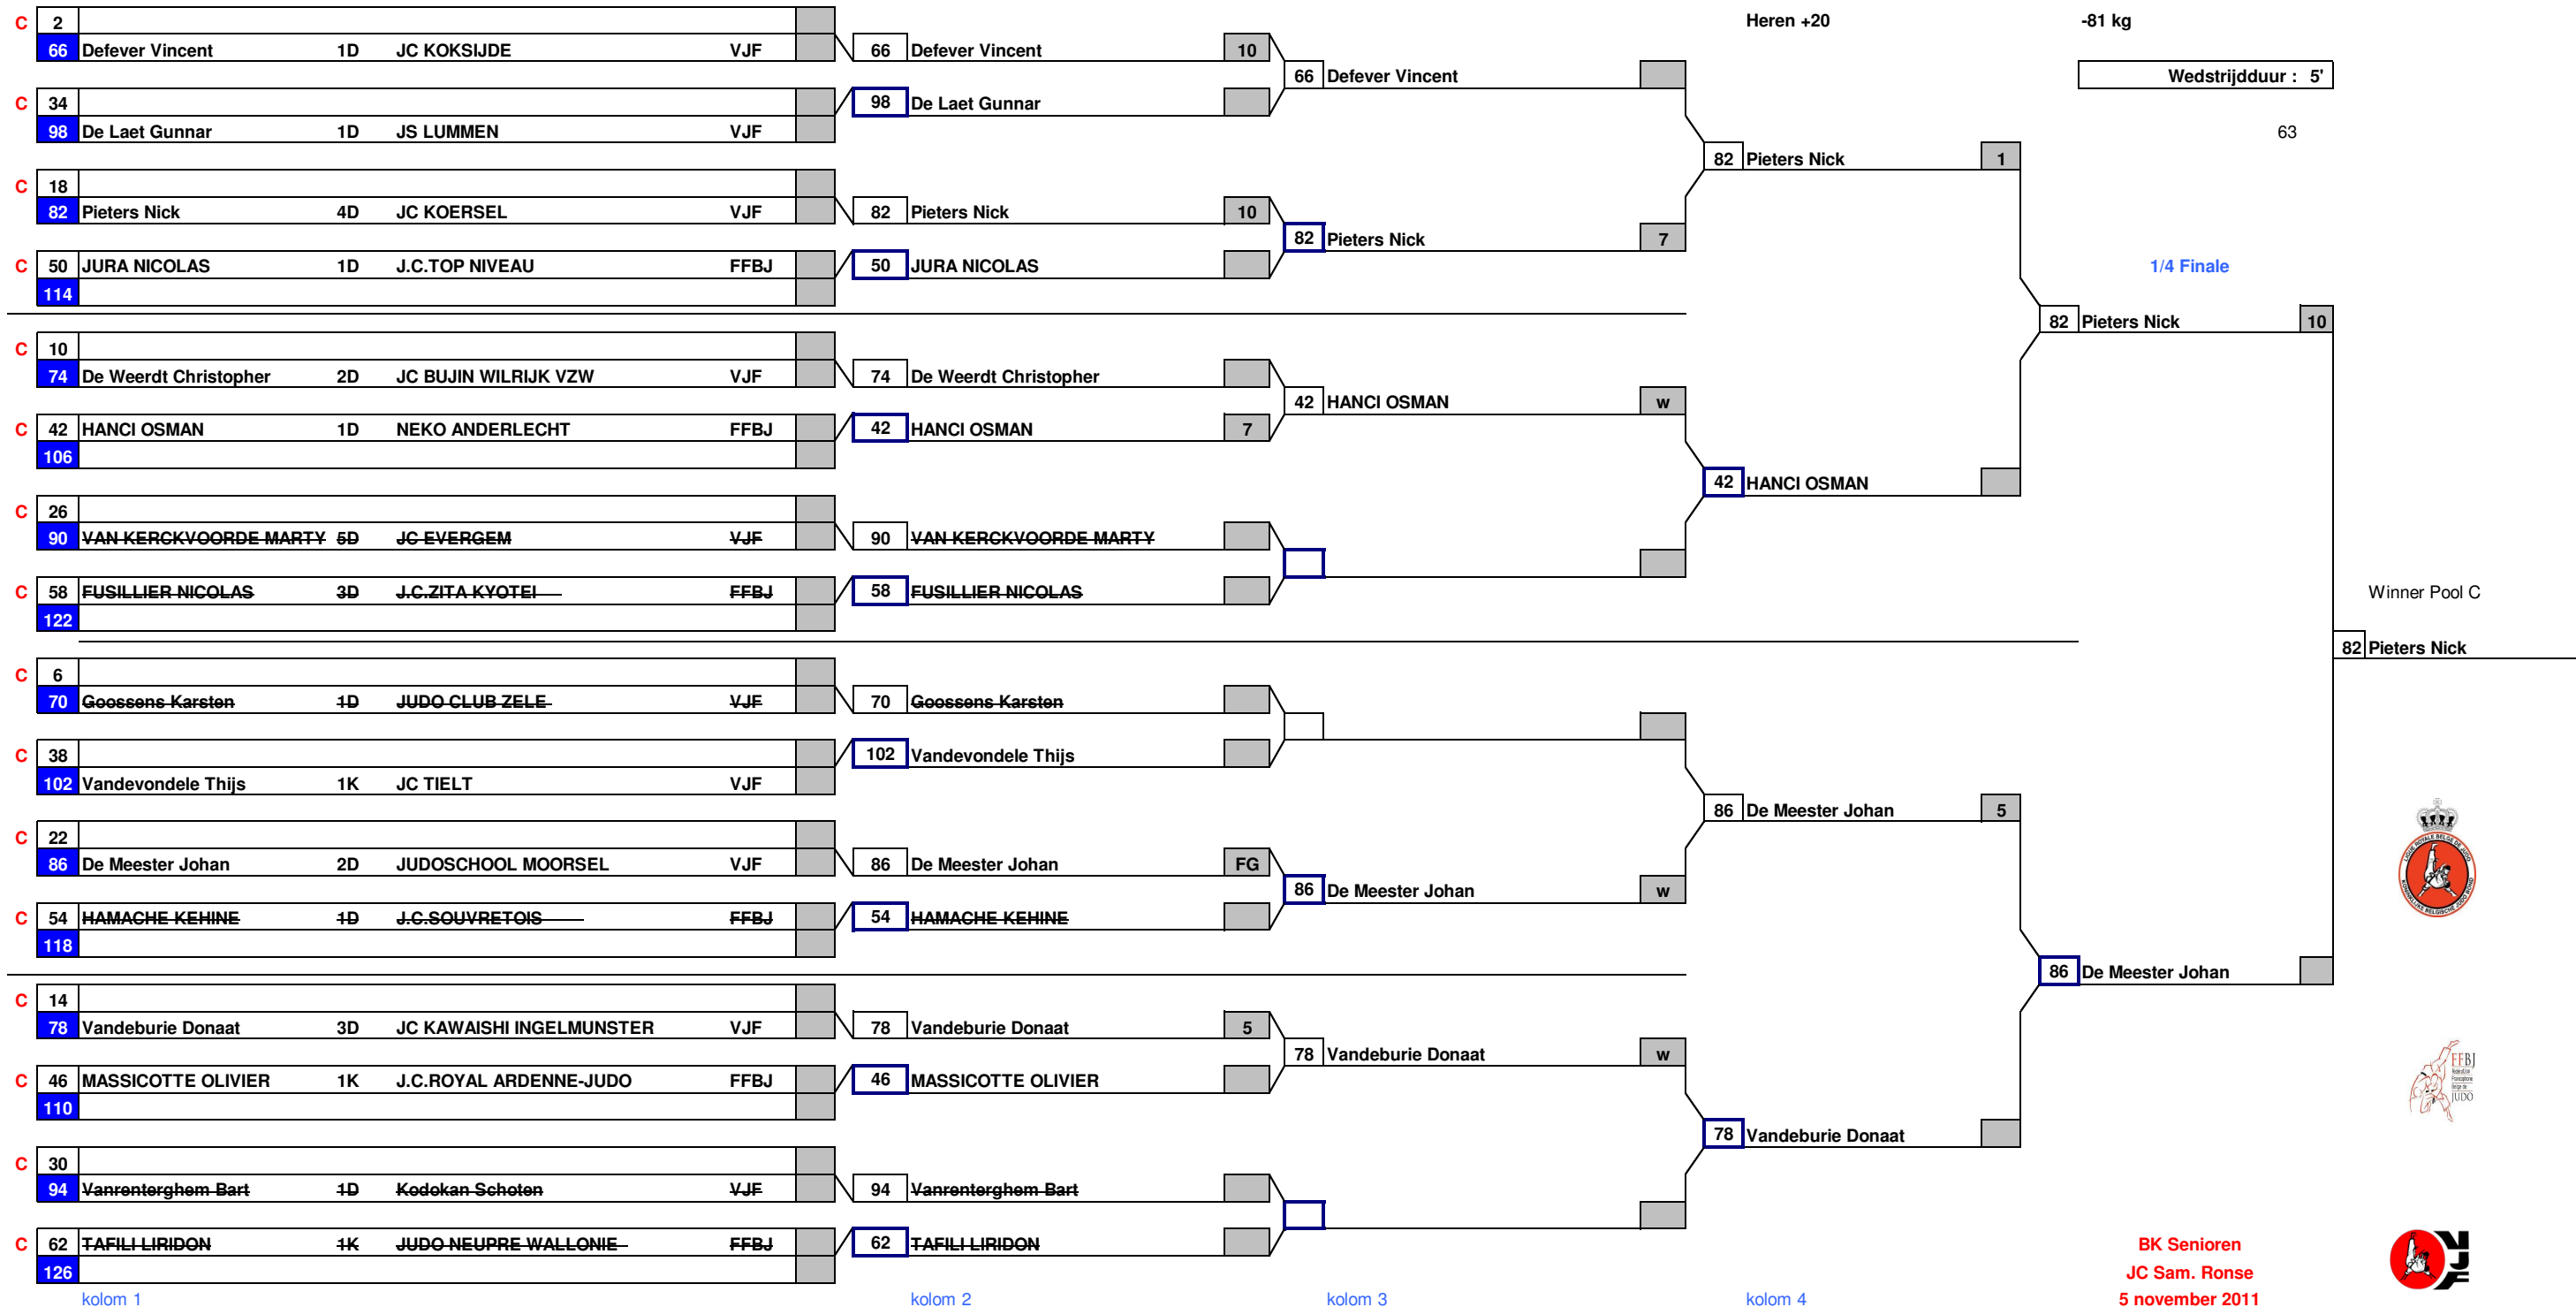 Heren +20 -81 kg
Wedstrijdduur : 5'
63
1/4 Finale
C 2
66 Defever Vincent 1D JC KOKSIJDE VJF
C 34
98 De Laet Gunnar 1D JS LUMMEN VJF
C 18
82 Pieters Nick 4D JC KOERSEL VJF
C 50 JURA NICOLAS 1D J.C.TOP NIVEAU FFBJ
114
C 10
74 De Weerdt Christopher 2D JC BUJIN WILRIJK VZW VJF
C 42 HANCI OSMAN 1D NEKO ANDERLECHT FFBJ
106
C 26
90 VAN KERCKVOORDE MARTY 5D JC EVERGEM VJF
C 58 FUSILLIER NICOLAS 3D J.C.ZITA KYOTEI FFBJ
122
C 6
70 Goossens Karsten 1D JUDO CLUB ZELE VJF
C 38
102 Vandevondele Thijs 1K JC TIELT VJF
C 22
86 De Meester Johan 2D JUDOSCHOOL MOORSEL VJF
C 54 HAMACHE KEHINE 1D J.C.SOUVRETOIS FFBJ
118
C 14
78 Vandeburie Donaat 3D JC KAWAISHI INGELMUNSTER VJF
C 46 MASSICOTTE OLIVIER 1K J.C.ROYAL ARDENNE-JUDO FFBJ
110
C 30
94 Vanrenterghem Bart 1D Kodokan Schoten VJF
C 62 TAFILI LIRIDON 1K JUDO NEUPRE WALLONIE FFBJ
126
kolom 1
66 Defever Vincent 10
98 De Laet Gunnar
82 Pieters Nick 10
50 JURA NICOLAS
74 De Weerdt Christopher
42 HANCI OSMAN 7
90 VAN KERCKVOORDE MARTY
58 FUSILLIER NICOLAS
70 Goossens Karsten
102 Vandevondele Thijs
86 De Meester Johan FG
54 HAMACHE KEHINE
78 Vandeburie Donaat 5
46 MASSICOTTE OLIVIER
94 Vanrenterghem Bart
62 TAFILI LIRIDON
kolom 2
66 Defever Vincent
82 Pieters Nick 7
42 HANCI OSMAN w
86 De Meester Johan w
78 Vandeburie Donaat w
kolom 3
82 Pieters Nick 1
42 HANCI OSMAN
86 De Meester Johan 5
78 Vandeburie Donaat
kolom 4
82 Pieters Nick 10
86 De Meester Johan
Winner Pool C
82 Pieters Nick
LIGUE ROYALE BELGE DE JUDO
KONINKLIJKE BELGISCHE JUDO BOND
FFBJ
JUDO
VJF
BK Senioren
JC Sam. Ronse
5 november 2011